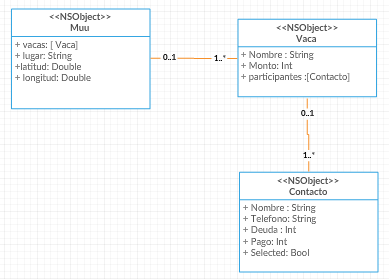 <<NSObject>>
Muu
+ vacas: [ Vaca]
+ lugar: String
+latitud: Double
+ longitud: Double
0..1
1..*
<<NSObject>>
Vaca
+ Nombre : String
+ Monto: Int
+ participantes :[Contacto]
0..1
1..*
<<NSObject>>
Contacto
+ Nombre : String
+ Telefono: String
+ Deuda : Int
+ Pago: Int
+ Selected: Bool